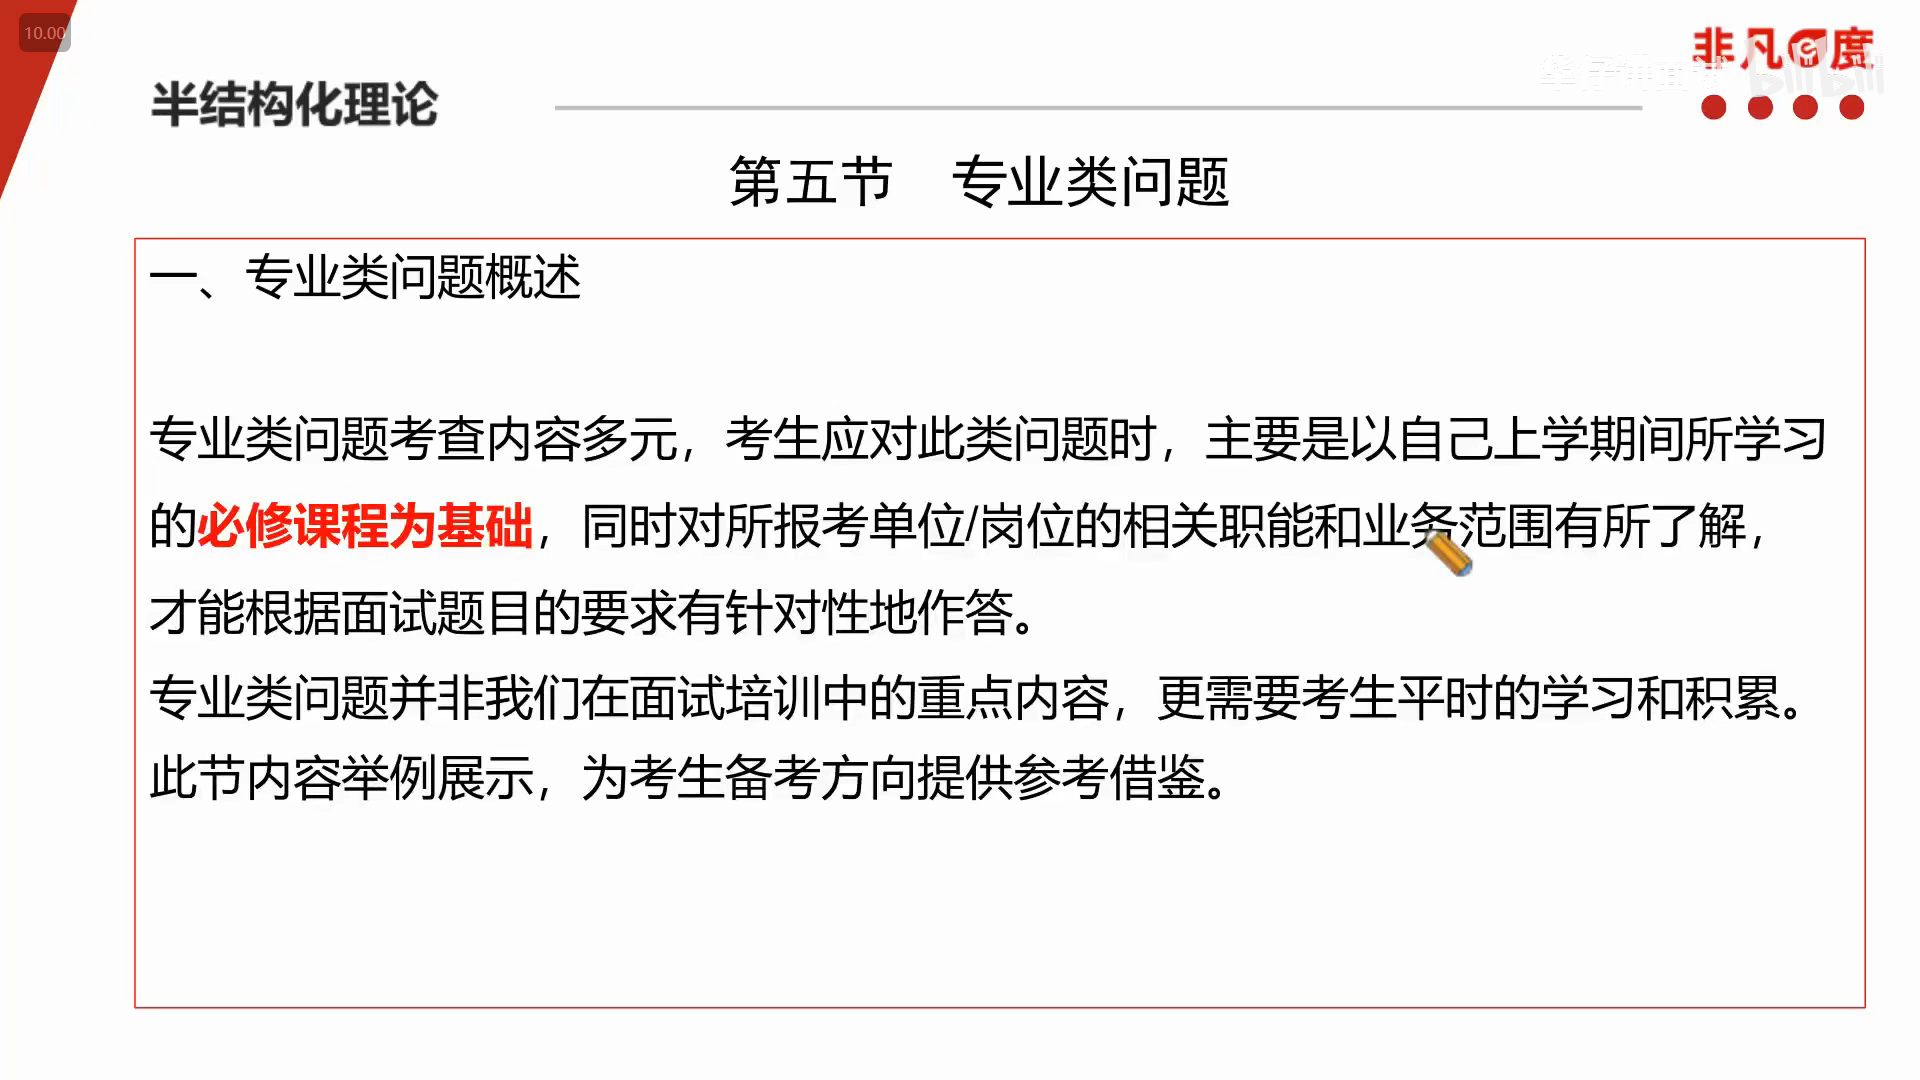 10.00
非凡e度
半结构化理论
第五节 专业类问题
一、专业类问题概述
专业类问题考查内容多元，考生应对此类问题时，主要是以自己上学期间所学习
的必修课程为基础，同时对所报考单位/岗位的相关职能和业务范围有所了解，
才能根据面试题目的要求有针对性地作答。
专业类问题并非我们在面试培训中的重点内容，更需要考生平时的学习和积累。
此节内容举例展示，为考生备考方向提供参考借鉴。